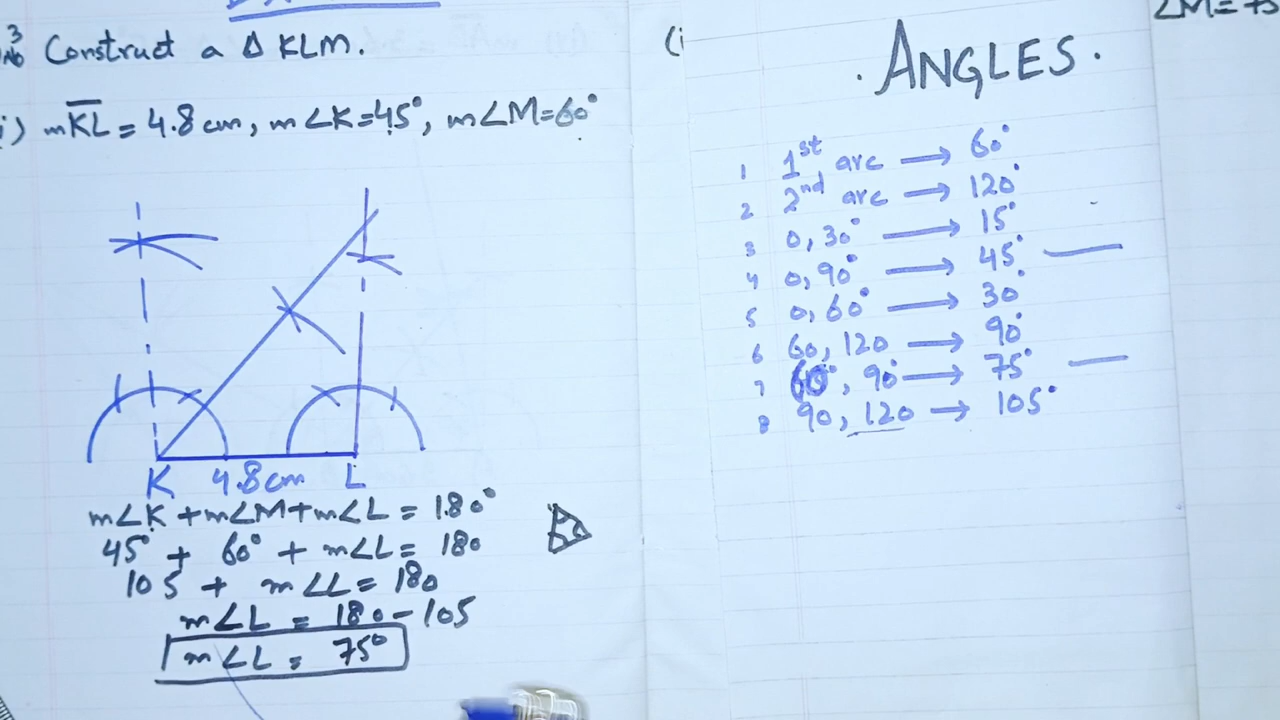 3
No Construct a Δ KLM.
i) mKL = 4.8 cm, m∠K=45°, m∠M=60°
K 4.8cm L
m∠K + m∠M + m∠L = 180°
45° + 60° + m∠L = 180
105 + m∠L = 180
m∠L = 180 - 105
m∠L = 75°
(i
. ANGLES .
1 1st arc → 60°
2 2nd arc → 120°
3 0, 30° → 15°
4 0, 90° → 45°
5 0, 60° → 30°
6 60, 120 → 90°
7 60°, 90° → 75°
8 90, 120 → 105°
∠M = 75